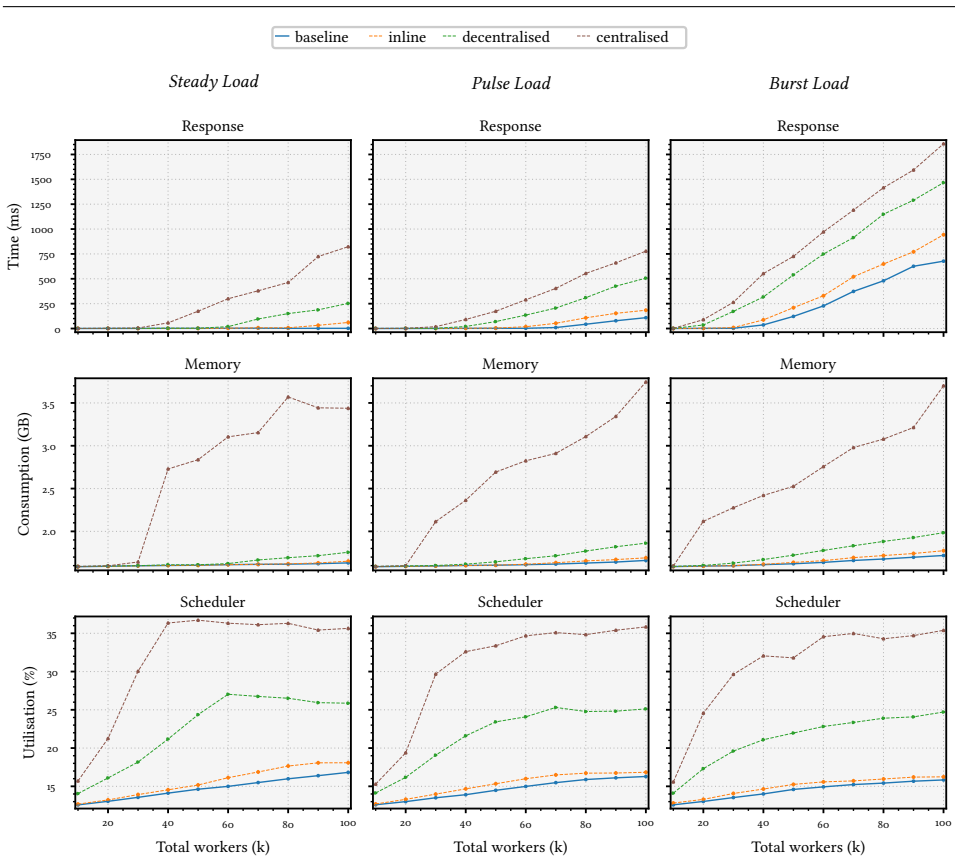 baseline inline decentralised centralised
Steady Load Pulse Load Burst Load
Response Response Response
Time (ms)
1750
1500
1250
1000
750
500
250
0
Memory Memory Memory
Consumption (GB)
3.5
3.0
2.5
2.0
Scheduler Scheduler Scheduler
Utilisation (%)
35
30
25
20
15
20 40 60 80 100 20 40 60 80 100 20 40 60 80 100
Total workers (k) Total workers (k) Total workers (k)